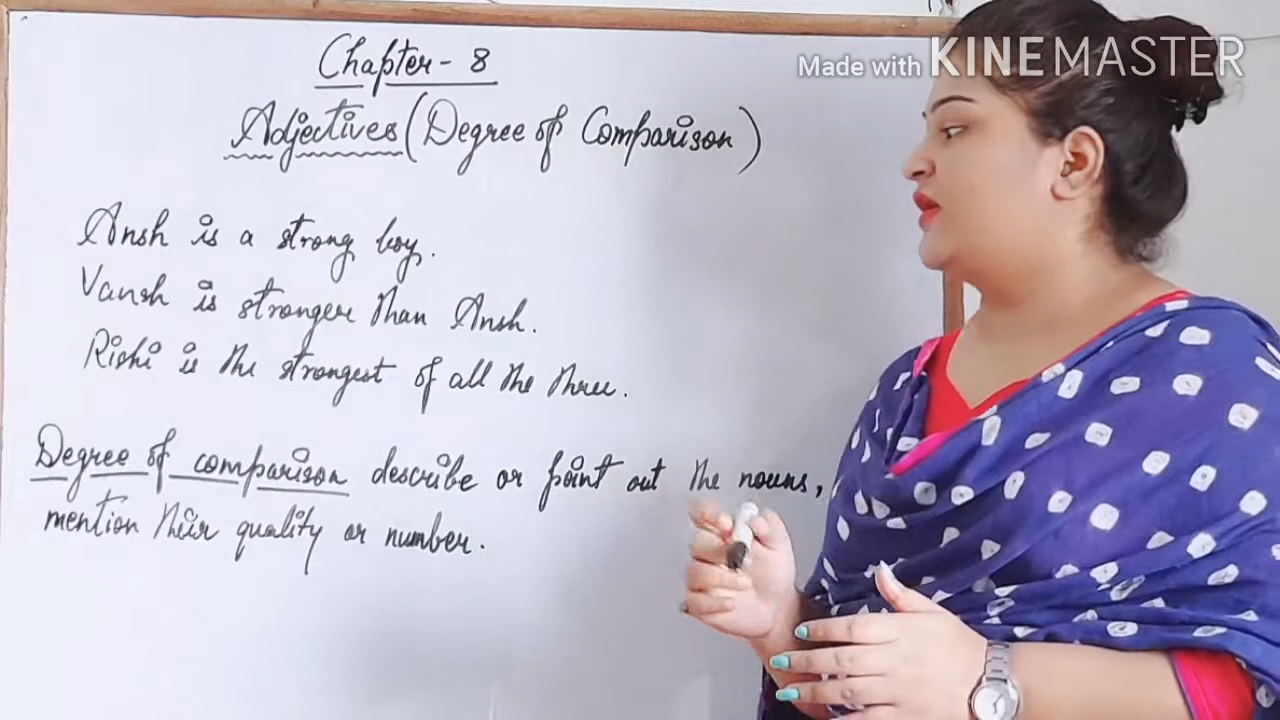 Made with KINEMASTER
Chapter - 8
Adjectives (Degree of Comparison)
Ansh is a strong boy.
Vansh is stronger than Ansh.
Rishi is the strongest of all the three.
Degree of comparison describe or point out the nouns,
mention their quality or number.